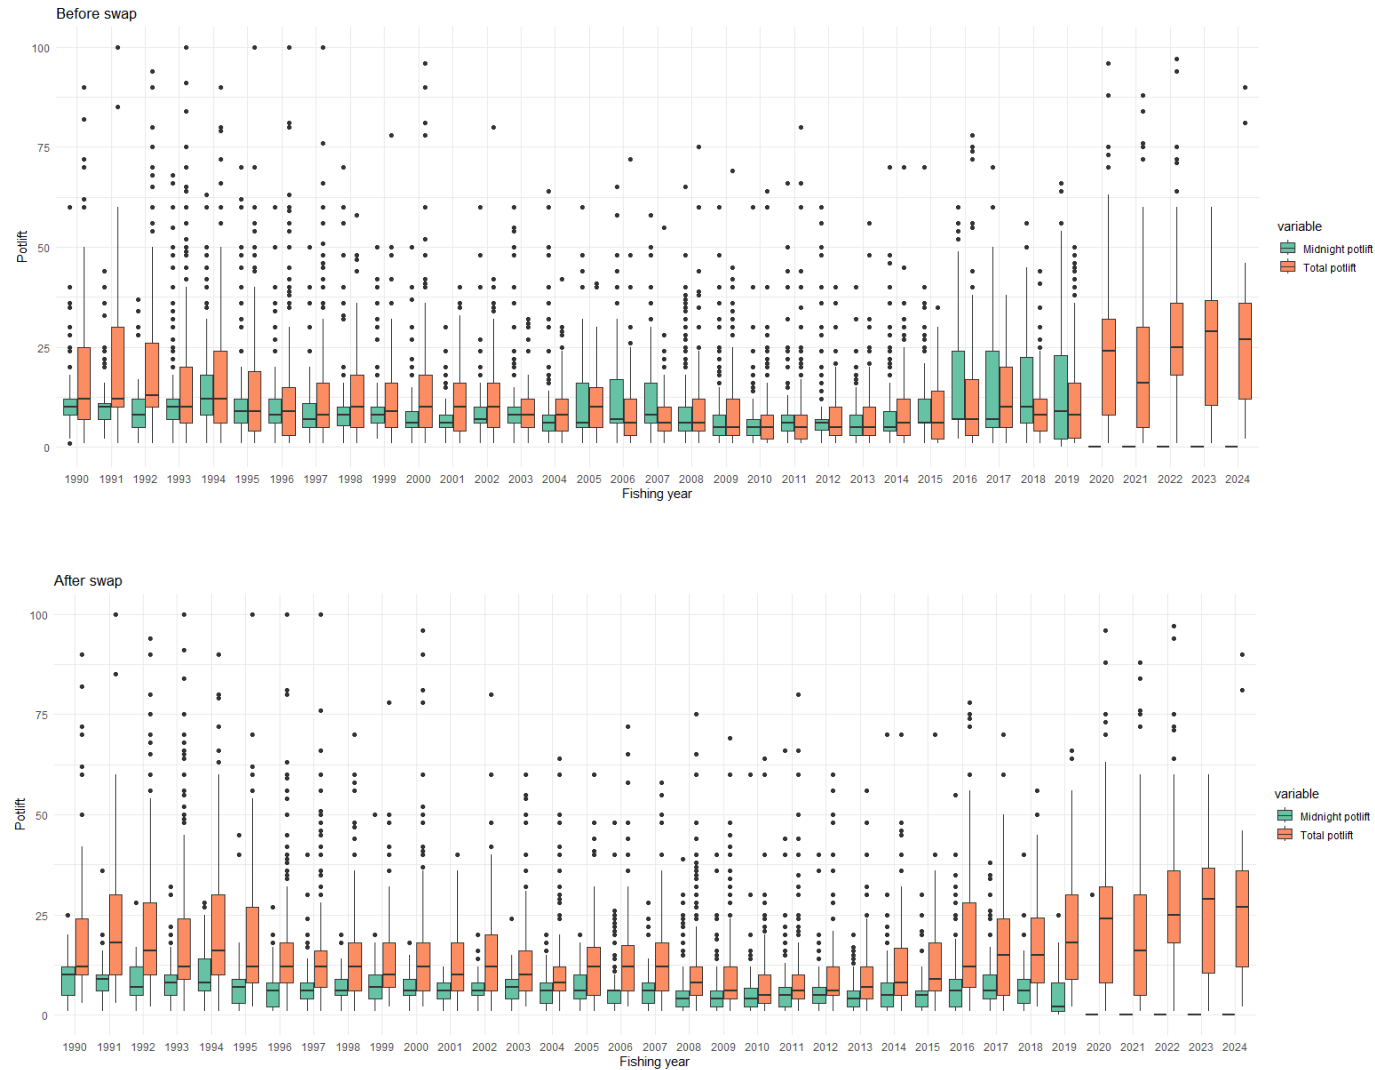 Before swap
100
75
50
25
0
Potlift
1990 1991 1992 1993 1994 1995 1996 1997 1998 1999 2000 2001 2002 2003 2004 2005 2006 2007 2008 2009 2010 2011 2012 2013 2014 2015 2016 2017 2018 2019 2020 2021 2022 2023 2024
Fishing year
variable
Midnight potlift
Total potlift
After swap
100
75
50
25
0
Potlift
1990 1991 1992 1993 1994 1995 1996 1997 1998 1999 2000 2001 2002 2003 2004 2005 2006 2007 2008 2009 2010 2011 2012 2013 2014 2015 2016 2017 2018 2019 2020 2021 2022 2023 2024
Fishing year
variable
Midnight potlift
Total potlift